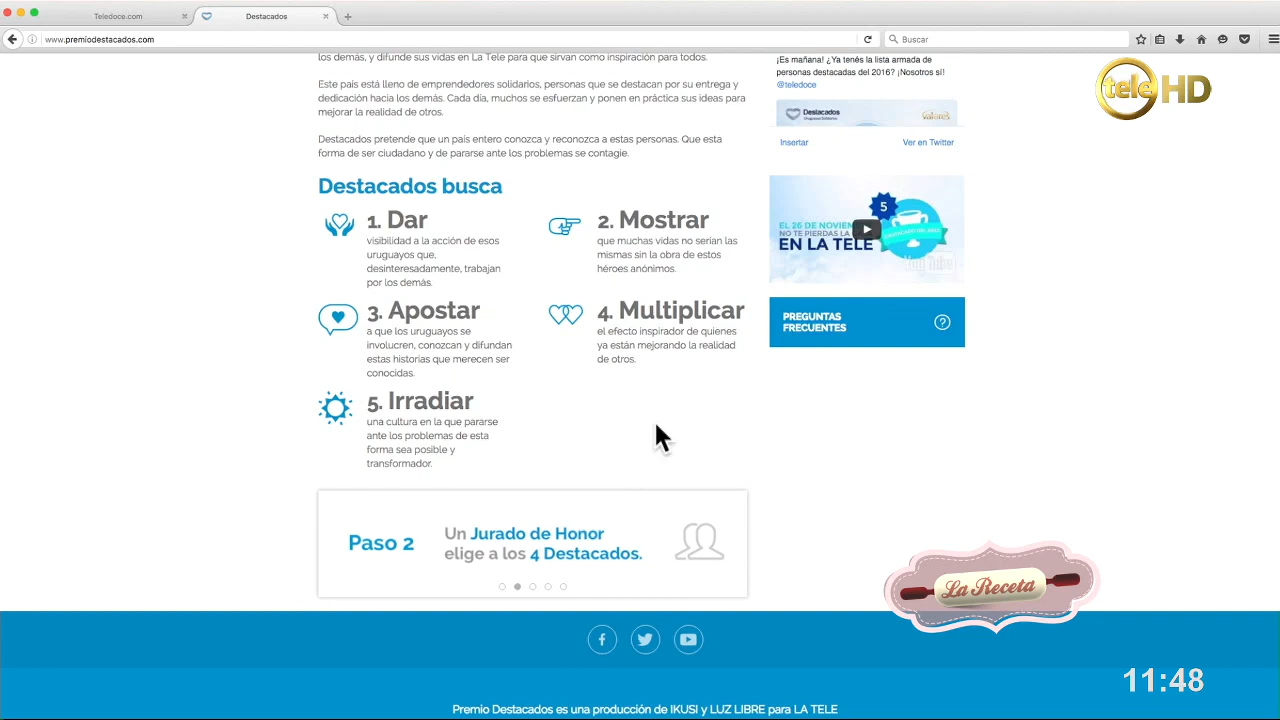 Teledoce.com
Destacados
www.premiodestacados.com
Buscar
los demás, y difunde sus vidas en La Tele para que sirvan como inspiración para todos.
Este país está lleno de emprendedores solidarios, personas que se destacan por su entrega y
dedicación hacia los demás. Cada día, muchos se esfuerzan y ponen en práctica sus ideas para
mejorar la realidad de otros.
Destacados pretende que un país entero conozca y reconozca a estas personas. Que esta
forma de ser ciudadano y de pararse ante los problemas se contagie.
Destacados busca
1. Dar
visibilidad a la acción de esos
uruguayos que,
desinteresadamente, trabajan
por los demás.
2. Mostrar
que muchas vidas no serían las
mismas sin la obra de estos
héroes anónimos.
3. Apostar
a que los uruguayos se
involucren, conozcan y difundan
estas historias que merecen ser
conocidas.
4. Multiplicar
el efecto inspirador de quienes
ya están mejorando la realidad
de otros.
5. Irradiar
una cultura en la que pararse
ante los problemas de esta
forma sea posible y
transformador.
Paso 2
Un Jurado de Honor
elige a los 4 Destacados.
¡Es mañana! ¿Ya tenés la lista armada de
personas destacadas del 2016? ¡Nosotros sí!
@teledoce
Destacados
valores
Insertar
Ver en Twitter
5
EL 26 DE NOVIEM
NO TE PIERDAS LA
EN LA TELE
YouTube
PREGUNTAS
FRECUENTES
tele HD
La Receta
11:48
Premio Destacados es una producción de IKUSI y LUZ LIBRE para LA TELE